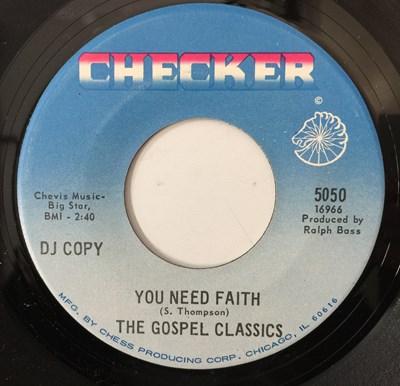 CHECKER
©
Chevis Music-
Big Star,
BMI - 2:40
5050
16966
Produced by
Ralph Bass
DJ COPY
YOU NEED FAITH
(S. Thompson)
THE GOSPEL CLASSICS
MFG. BY CHESS PRODUCING CORP. CHICAGO, IL 60616